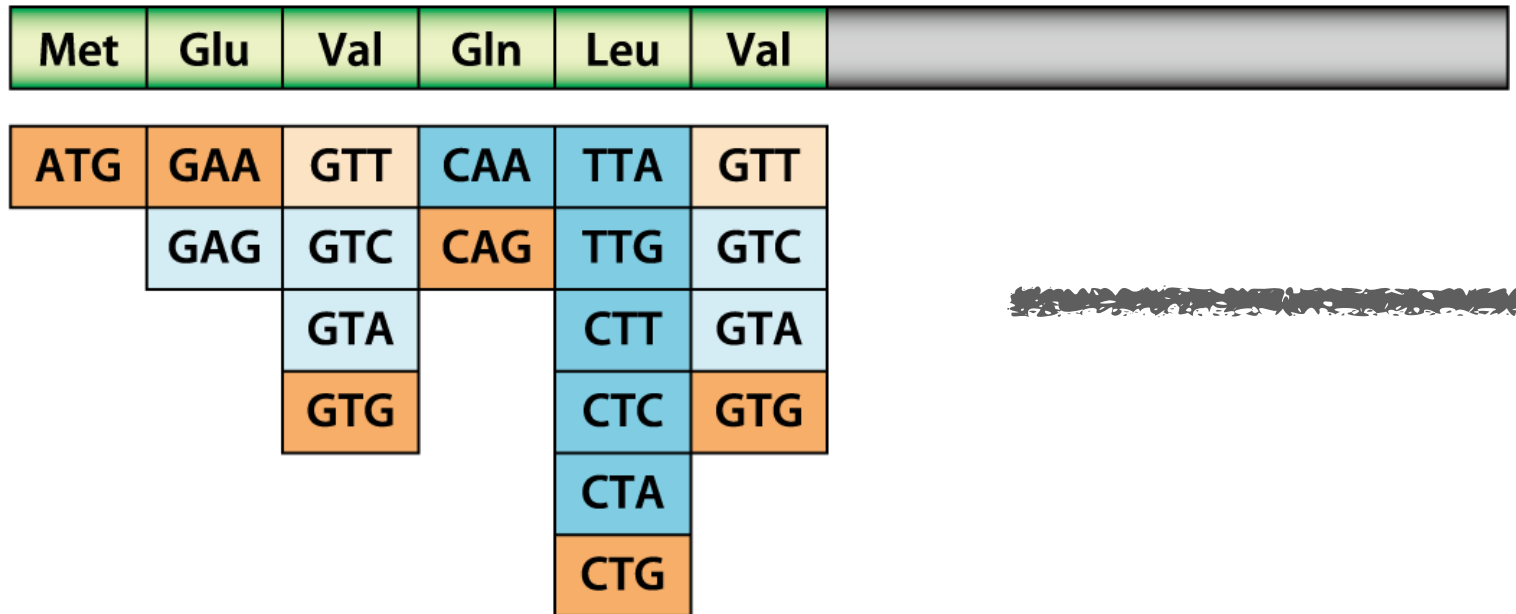 Met Glu Val Gln Leu Val
ATG GAA GTT CAA TTA GTT
GAG GTC CAG TTG GTC
GTA CTT GTA
GTG CTC GTG
CTA
CTG